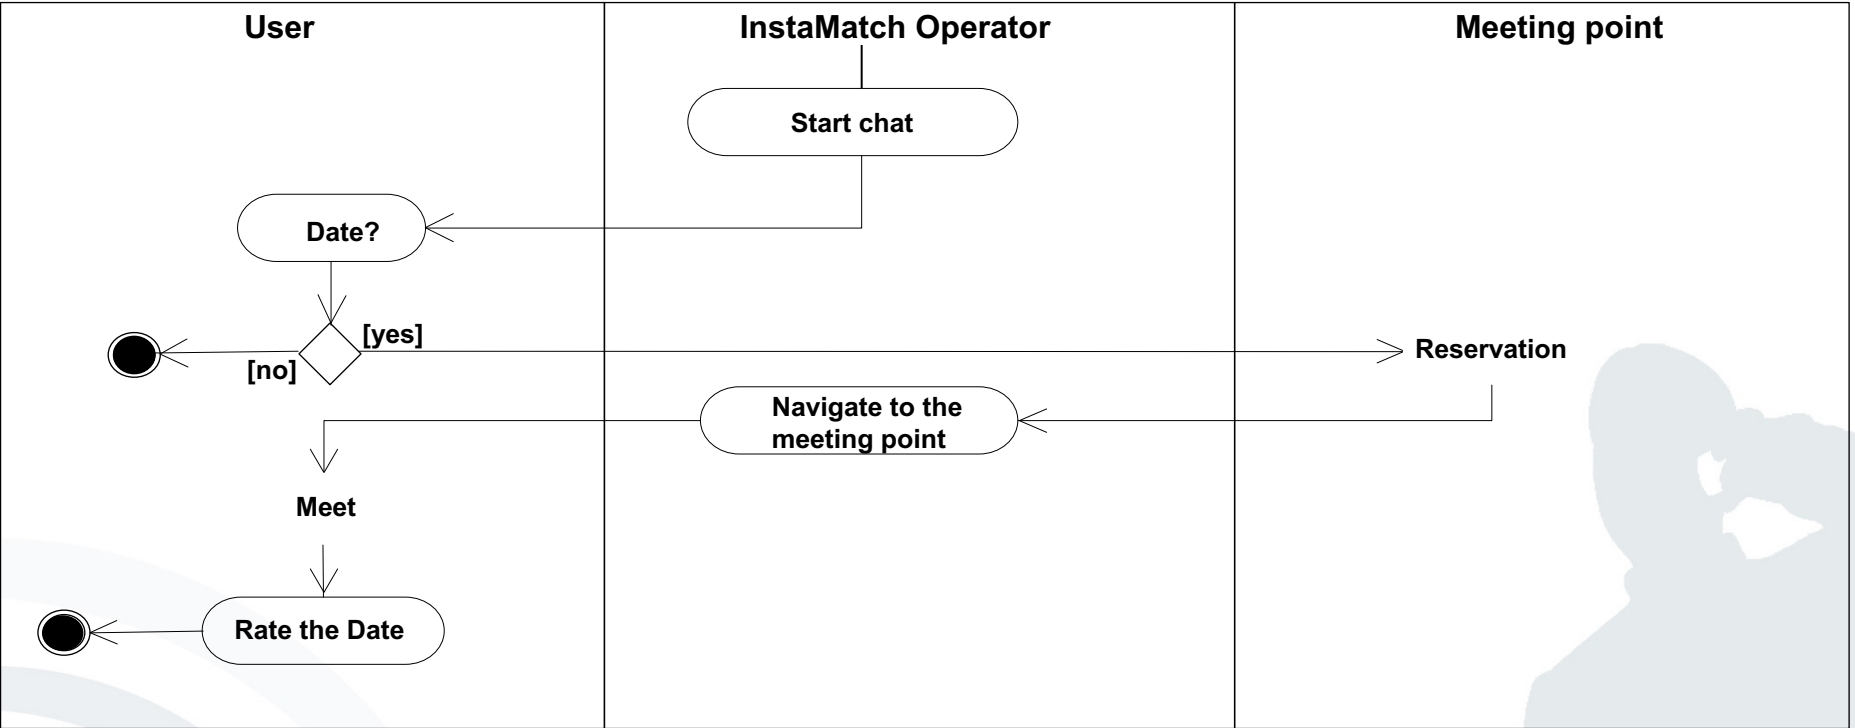 User
InstaMatch Operator
Meeting point
Start chat
Date?
[yes]
[no]
Reservation
Navigate to the
meeting point
Meet
Rate the Date